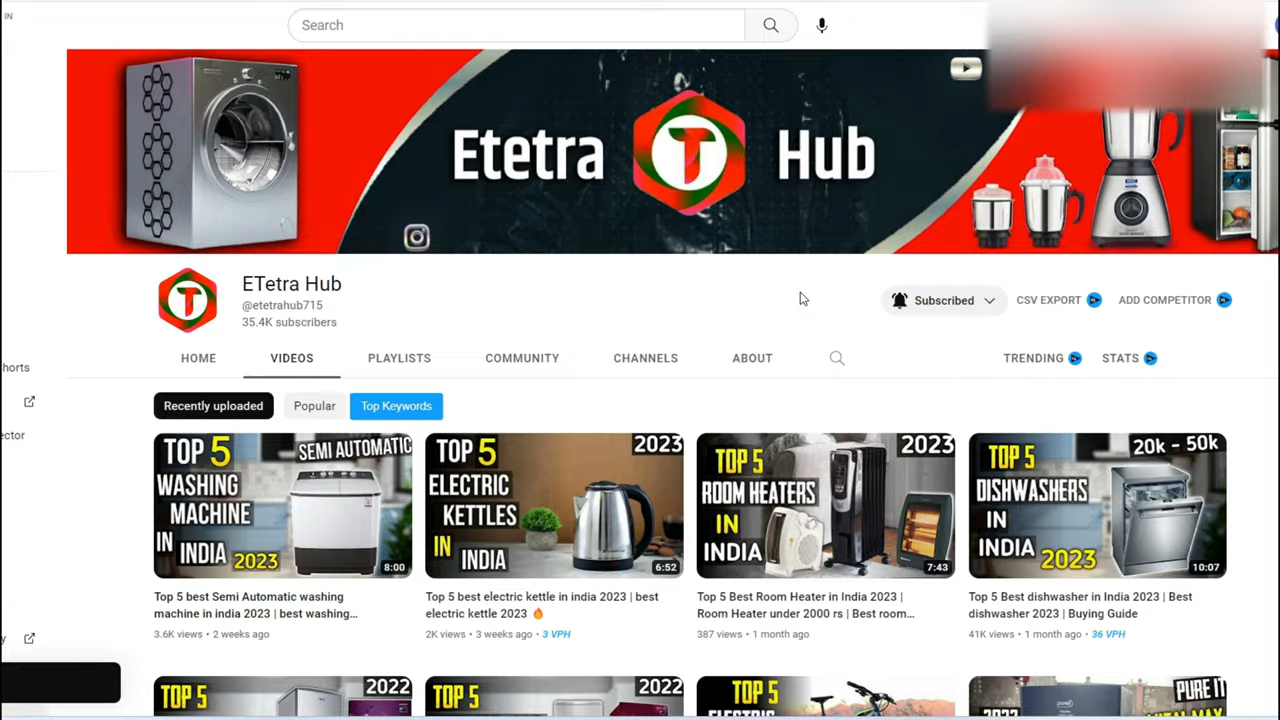 IN
Search
Etetra T Hub
T
ETetra Hub
@etetrahub715
35.4K subscribers
Subscribed
CSV EXPORT
ADD COMPETITOR
HOME
VIDEOS
PLAYLISTS
COMMUNITY
CHANNELS
ABOUT
TRENDING
STATS
horts
ector
y
Recently uploaded
Popular
Top Keywords
TOP 5
SEMI AUTOMATIC
WASHING
MACHINE
IN
INDIA 2023
8:00
TOP 5
2023
ELECTRIC
KETTLES
IN
INDIA
6:52
2023
TOP 5
ROOM HEATERS
IN
INDIA
7:43
20k - 50k
TOP 5
DISHWASHERS
IN
INDIA 2023
10:07
Top 5 best Semi Automatic washing
machine in india 2023 | best washing...
3.6K views • 2 weeks ago
Top 5 best electric kettle in india 2023 | best
electric kettle 2023 🔥
2K views • 3 weeks ago • 3 VPH
Top 5 Best Room Heater in India 2023 |
Room Heater under 2000 rs | Best room...
387 views • 1 month ago
Top 5 Best dishwasher in India 2023 | Best
dishwasher 2023 | Buying Guide
41K views • 1 month ago • 36 VPH
TOP 5
2022
TOP 5
2022
TOP 5
TOP 5
PURE IT